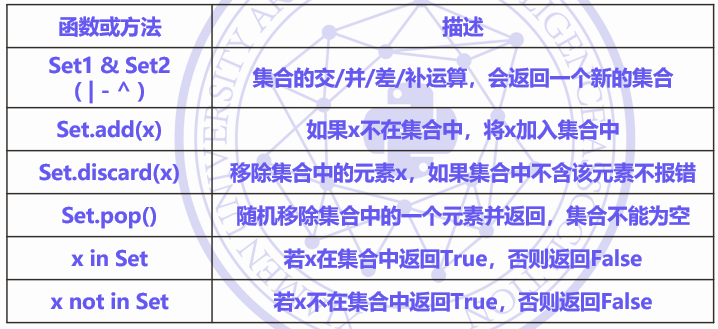 函数或方法 描述
Set1 & Set2
( | - ^ )
集合的交/并/差/补运算，会返回一个新的集合
Set.add(x) 如果x不在集合中，将x加入集合中
Set.discard(x) 移除集合中的元素x，如果集合中不含该元素不报错
Set.pop() 随机移除集合中的一个元素并返回，集合不能为空
x in Set 若x在集合中返回True，否则返回False
x not in Set 若x不在集合中返回True，否则返回False